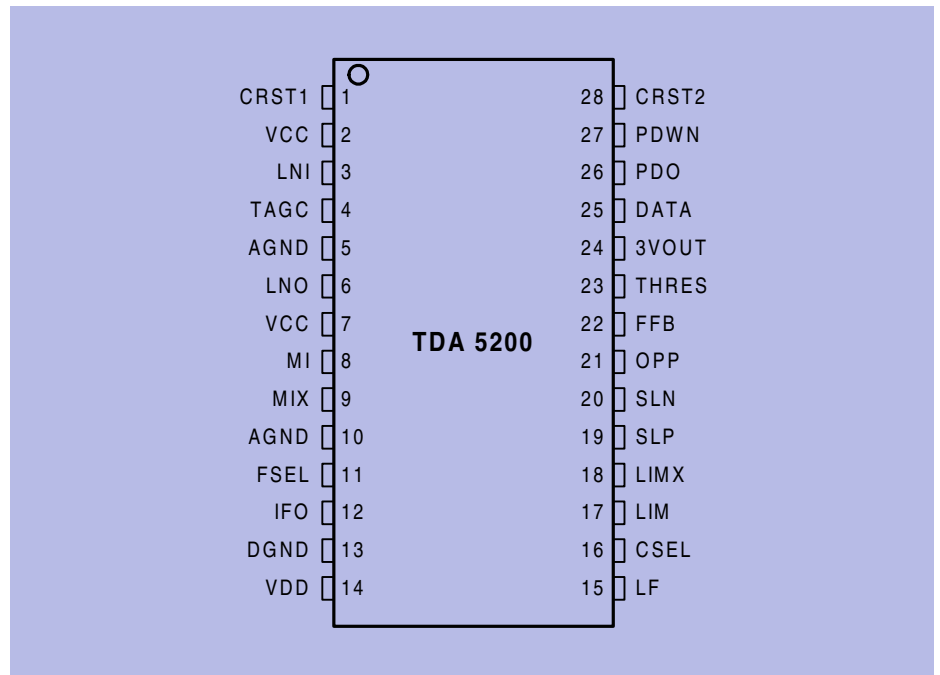 CRST1 1 28 CRST2
VCC 2 27 PDWN
LNI 3 26 PDO
TAGC 4 25 DATA
AGND 5 24 3VOUT
LNO 6 23 THRES
VCC 7 22 FFB
TDA 5200
MI 8 21 OPP
MIX 9 20 SLN
AGND 10 19 SLP
FSEL 11 18 LIMX
IFO 12 17 LIM
DGND 13 16 CSEL
VDD 14 15 LF